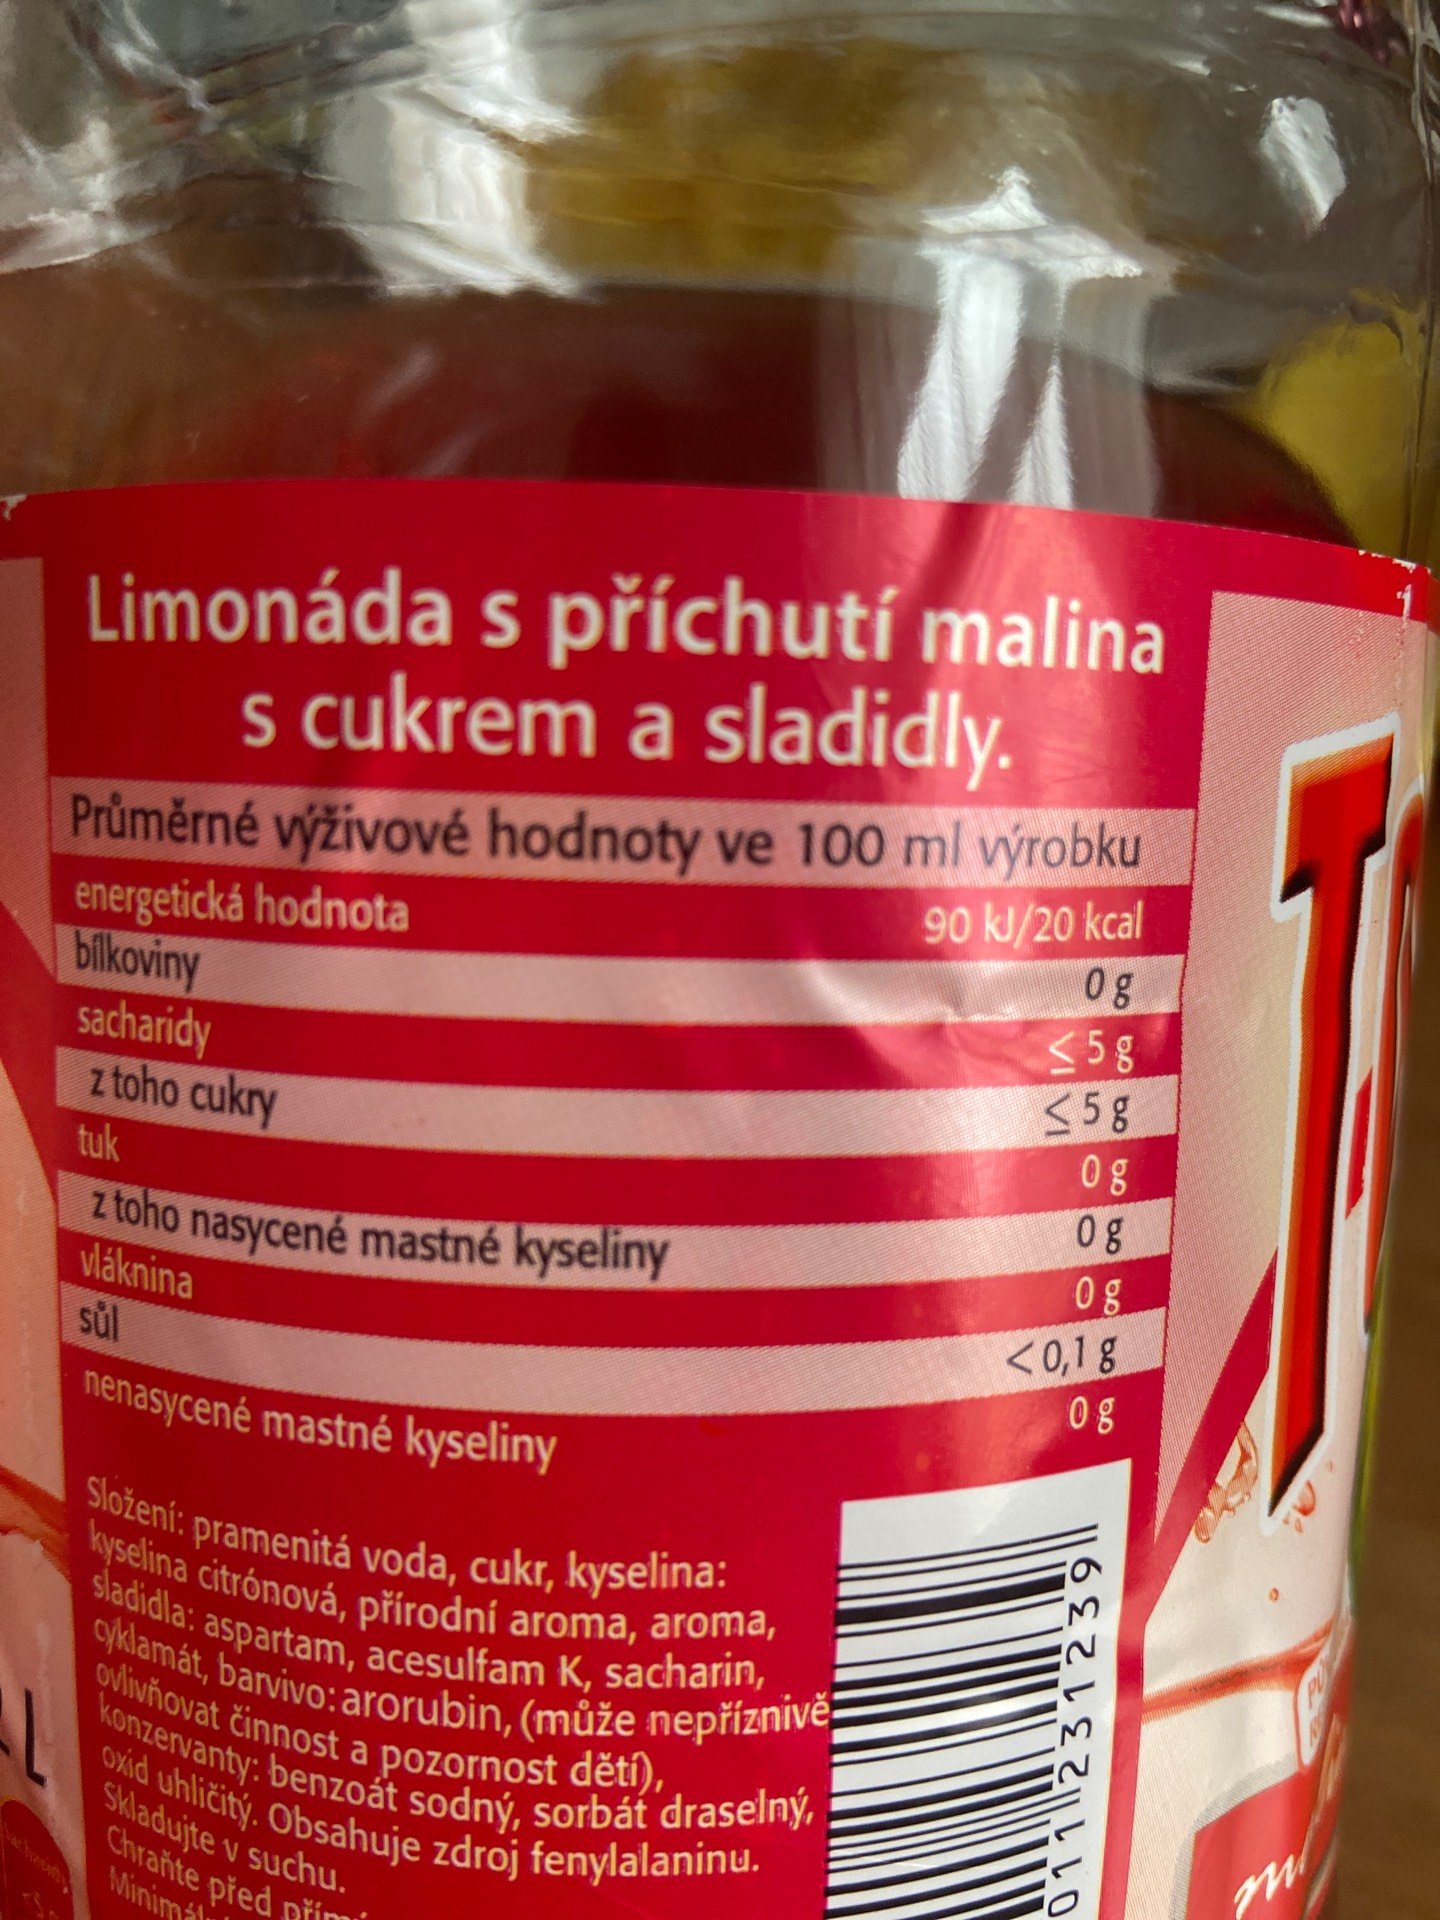 Limonáda s příchutí malina
s cukrem a sladidly.
Průměrné výživové hodnoty ve 100 ml výrobku
energetická hodnota 90 kJ/20 kcal
bílkoviny 0 g
sacharidy ≤ 5 g
z toho cukry ≤ 5 g
tuk 0 g
z toho nasycené mastné kyseliny 0 g
vláknina 0 g
sůl < 0,1 g
nenasycené mastné kyseliny 0 g
Složení: pramenitá voda, cukr, kyselina:
kyselina citrónová, přírodní aroma, aroma,
sladidla: aspartam, acesulfam K, sacharin,
cyklamát, barvivo: arorubin, (může nepříznivě
ovlivňovat činnost a pozornost dětí),
konzervanty: benzoát sodný, sorbát draselný,
oxid uhličitý. Obsahuje zdroj fenylalaninu.
Skladujte v suchu.
Chraňte před
011231239
L